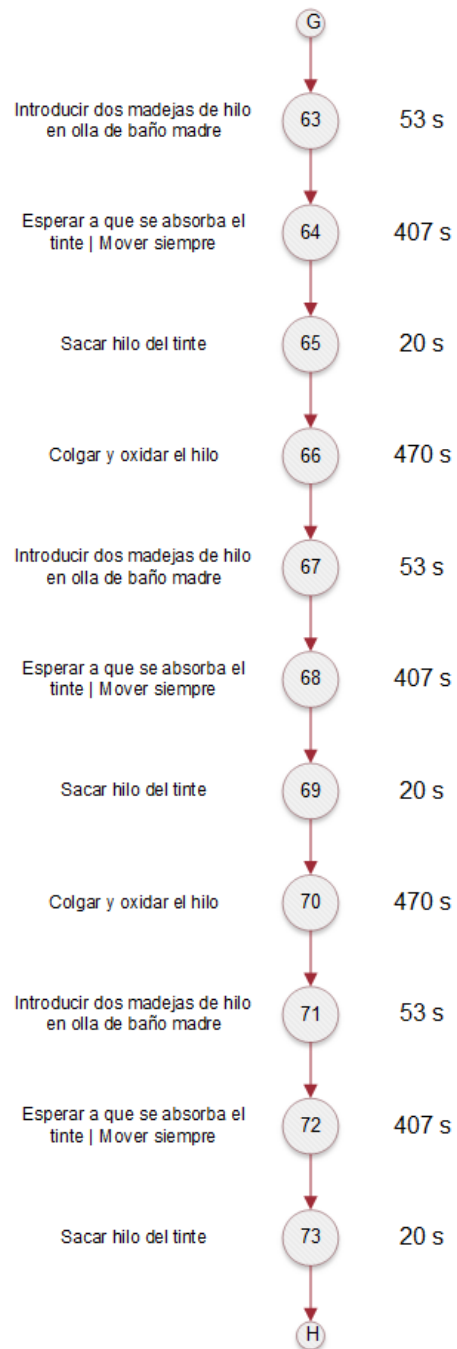 G
Introducir dos madejas de hilo
en olla de baño madre
63
53 s
Esperar a que se absorba el
tinte | Mover siempre
64
407 s
Sacar hilo del tinte
65
20 s
Colgar y oxidar el hilo
66
470 s
Introducir dos madejas de hilo
en olla de baño madre
67
53 s
Esperar a que se absorba el
tinte | Mover siempre
68
407 s
Sacar hilo del tinte
69
20 s
Colgar y oxidar el hilo
70
470 s
Introducir dos madejas de hilo
en olla de baño madre
71
53 s
Esperar a que se absorba el
tinte | Mover siempre
72
407 s
Sacar hilo del tinte
73
20 s
H